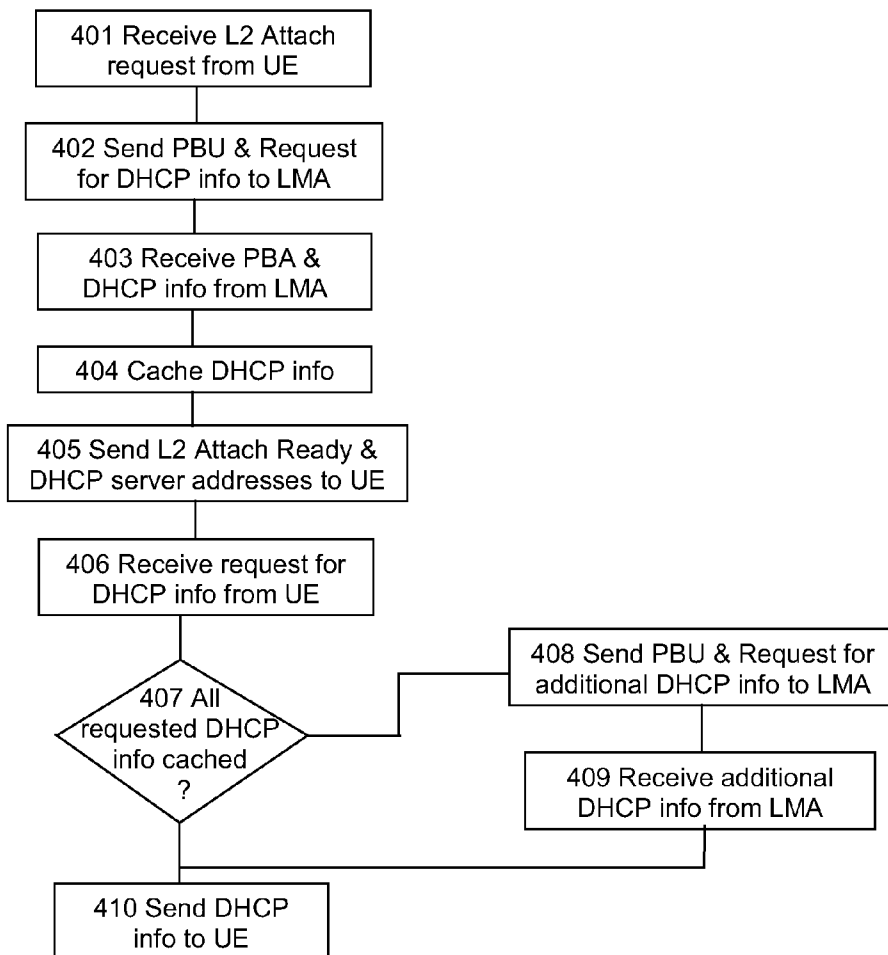 401 Receive L2 Attach
request from UE
402 Send PBU & Request
for DHCP info to LMA
403 Receive PBA &
DHCP info from LMA
404 Cache DHCP info
405 Send L2 Attach Ready &
DHCP server addresses to UE
406 Receive request for
DHCP info from UE
407 All
requested DHCP
info cached
?
408 Send PBU & Request for
additional DHCP info to LMA
409 Receive additional
DHCP info from LMA
410 Send DHCP
info to UE